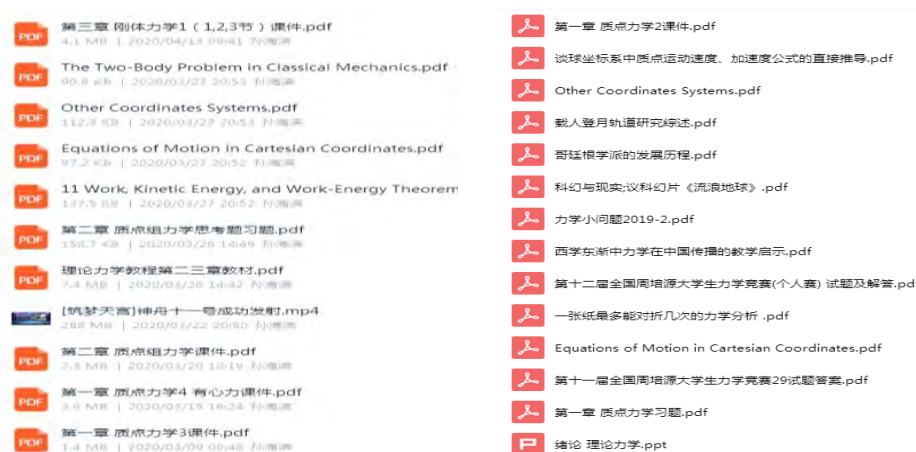 第三章 刚体力学1（1,2,3节）课件.pdf
4.1 MB | 2020/04/13 09:41 孙海滨
The Two-Body Problem in Classical Mechanics.pdf
90.8 KB | 2020/03/27 20:53 孙海滨
Other Coordinates Systems.pdf
112.3 KB | 2020/03/27 20:53 孙海滨
Equations of Motion in Cartesian Coordinates.pdf
97.2 KB | 2020/03/27 20:52 孙海滨
11 Work, Kinetic Energy, and Work-Energy Theorem
137.5 KB | 2020/03/27 20:52 孙海滨
第二章 质点组力学思考题习题.pdf
158.7 KB | 2020/03/20 14:49 孙海滨
理论力学教程第二三章教材.pdf
7.4 MB | 2020/03/20 14:42 孙海滨
[筑梦天宫]神舟十一号成功发射.mp4
288 MB | 2020/03/22 20:50 孙海滨
第二章 质点组力学课件.pdf
2.3 MB | 2020/03/20 10:19 孙海滨
第一章 质点力学4 有心力课件.pdf
3.6 MB | 2020/03/15 16:24 孙海滨
第一章 质点力学3课件.pdf
1.4 MB | 2020/03/09 09:48 孙海滨
第一章 质点力学2课件.pdf
谈球坐标系中质点运动速度、加速度公式的直接推导.pdf
Other Coordinates Systems.pdf
载人登月轨道研究综述.pdf
哥廷根学派的发展历程.pdf
科幻与现实;议科幻片《流浪地球》.pdf
力学小问题2019-2.pdf
西学东渐中力学在中国传播的教学启示.pdf
第十二届全国周培源大学生力学竞赛(个人赛) 试题及解答.pd
一张纸最多能对折几次的力学分析 .pdf
Equations of Motion in Cartesian Coordinates.pdf
第十一届全国周培源大学生力学竞赛29试题答案.pdf
第一章 质点力学习题.pdf
绪论 理论力学.ppt